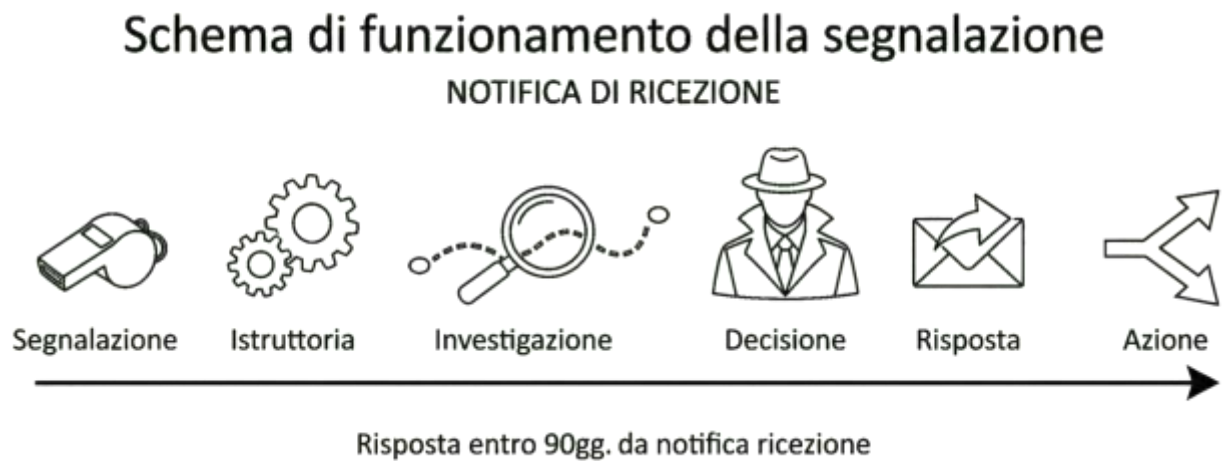 Schema di funzionamento della segnalazione
NOTIFICA DI RICEZIONE
Segnalazione Istruttoria Investigazione Decisione Risposta Azione
Risposta entro 90gg. da notifica ricezione